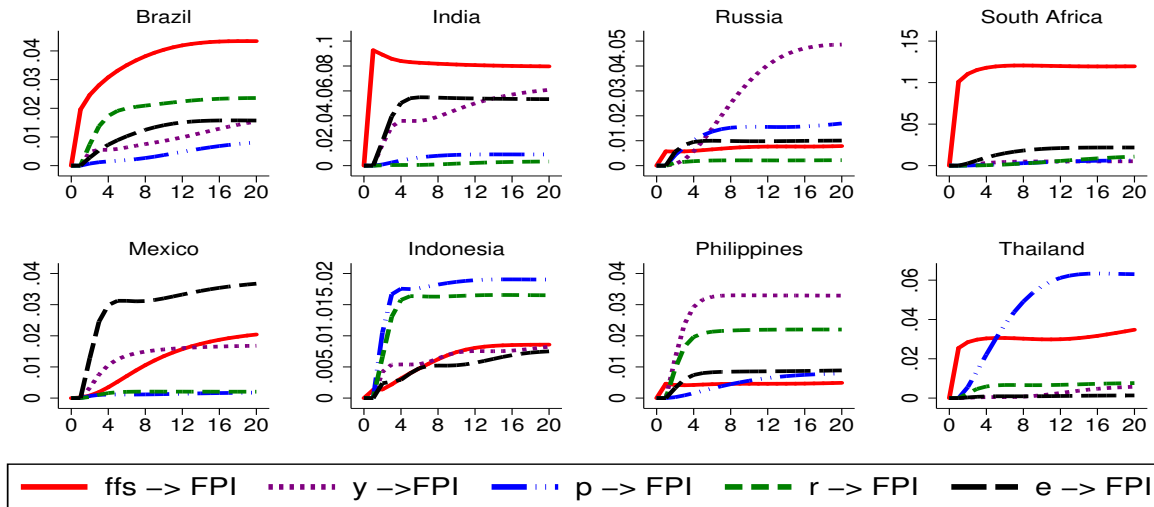 Brazil India Russia South Africa
0 .01 .02 .03 .04
0 .02 .04 .06 .08 .1
0 .01 .02 .03 .04 .05
0 .05 .1 .15
0 4 8 12 16 20
0 4 8 12 16 20
0 4 8 12 16 20
0 4 8 12 16 20
Mexico Indonesia Philippines Thailand
0 .01 .02 .03 .04
0 .005 .01 .015 .02
0 .01 .02 .03 .04
0 .02 .04 .06
0 4 8 12 16 20
0 4 8 12 16 20
0 4 8 12 16 20
0 4 8 12 16 20
ffs −> FPI y −>FPI p −> FPI r −> FPI e −> FPI